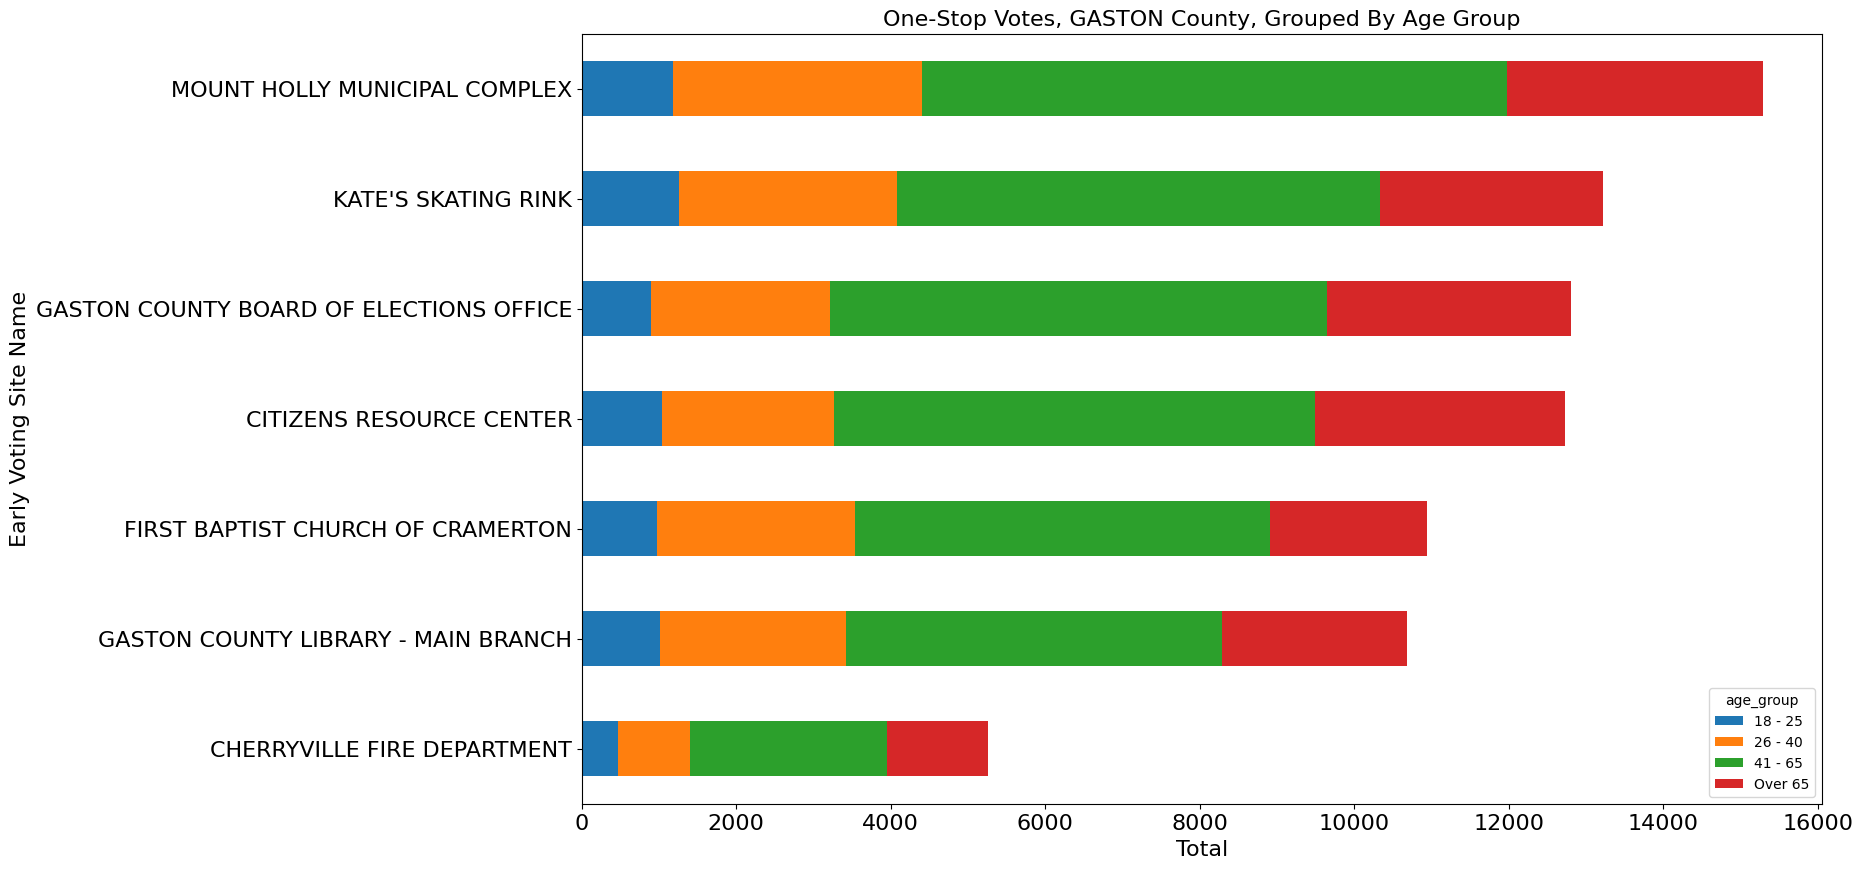 One-Stop Votes, GASTON County, Grouped By Age Group
Early Voting Site Name
MOUNT HOLLY MUNICIPAL COMPLEX
KATE'S SKATING RINK
GASTON COUNTY BOARD OF ELECTIONS OFFICE
CITIZENS RESOURCE CENTER
FIRST BAPTIST CHURCH OF CRAMERTON
GASTON COUNTY LIBRARY - MAIN BRANCH
CHERRYVILLE FIRE DEPARTMENT
age_group
18 - 25
26 - 40
41 - 65
Over 65
0 2000 4000 6000 8000 10000 12000 14000 16000
Total